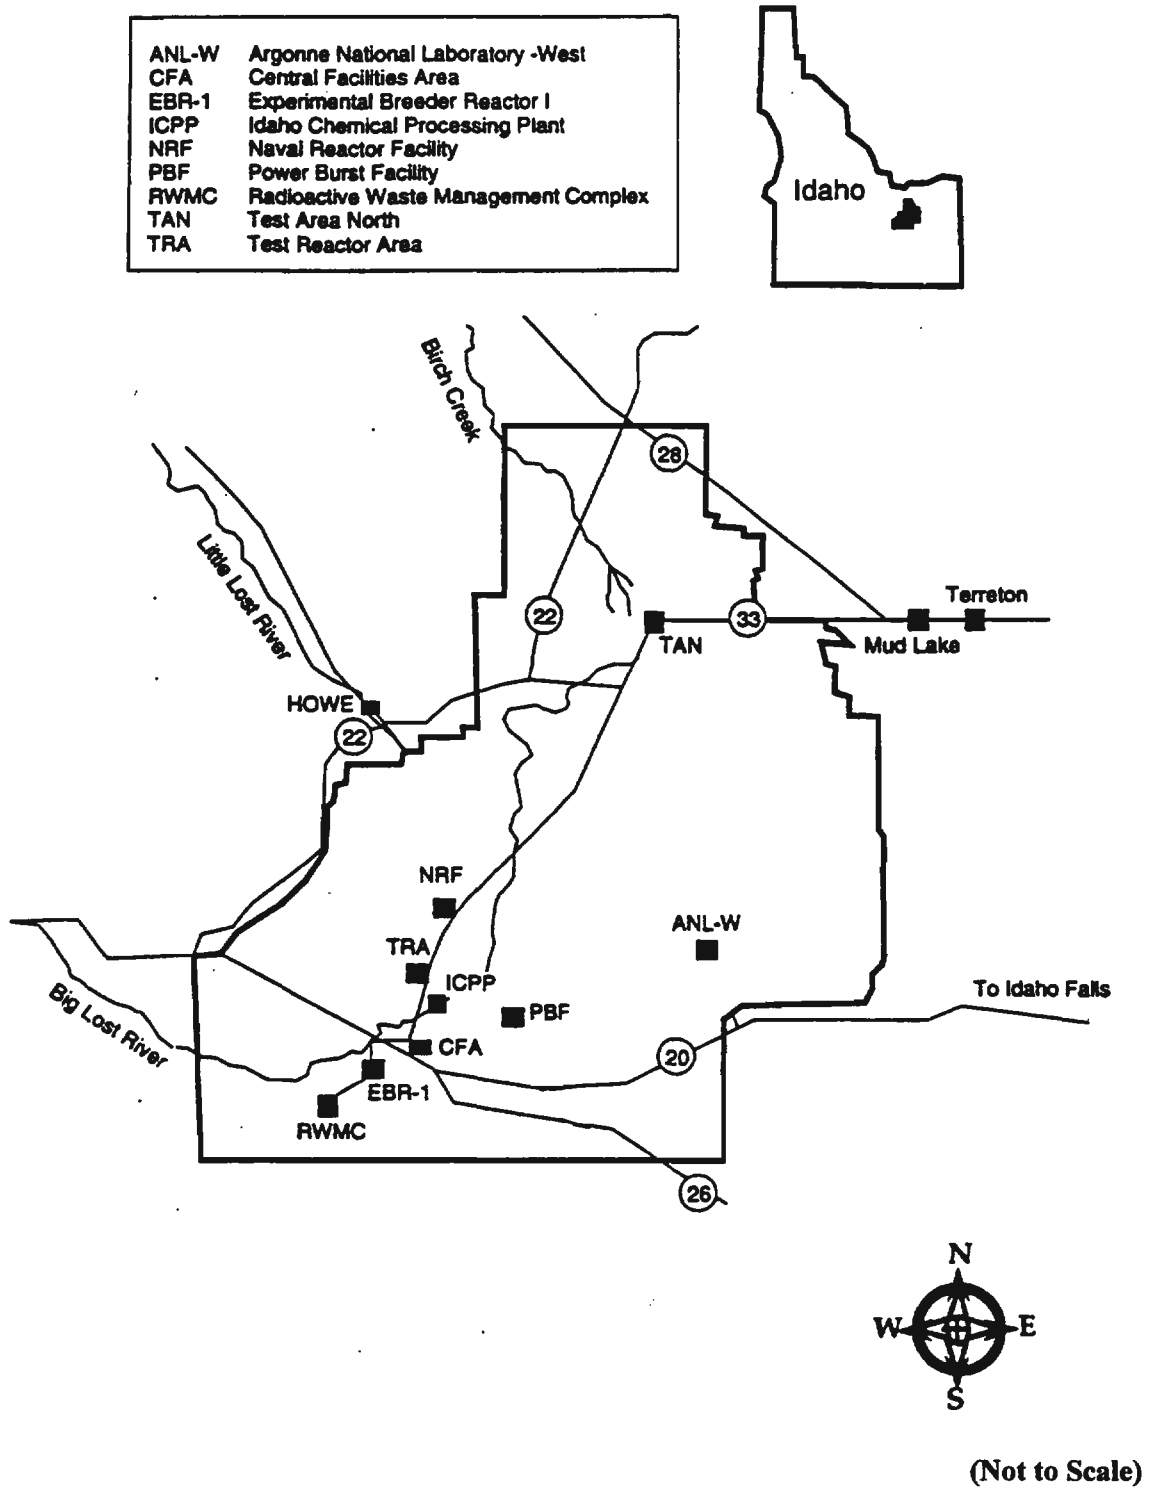 ANL-W Argonne National Laboratory -West
CFA Central Facilities Area
EBR-1 Experimental Breeder Reactor I
ICPP Idaho Chemical Processing Plant
NRF Naval Reactor Facility
PBF Power Burst Facility
RWMC Radioactive Waste Management Complex
TAN Test Area North
TRA Test Reactor Area
Idaho
Birch Creek
28
Little Lost River
22
33
Terreton
TAN
Mud Lake
HOWE
22
NRF
ANL-W
TRA
ICPP
To Idaho Falls
Big Lost River
PBF
CFA
20
EBR-1
RWMC
26
N
W
E
S
(Not to Scale)